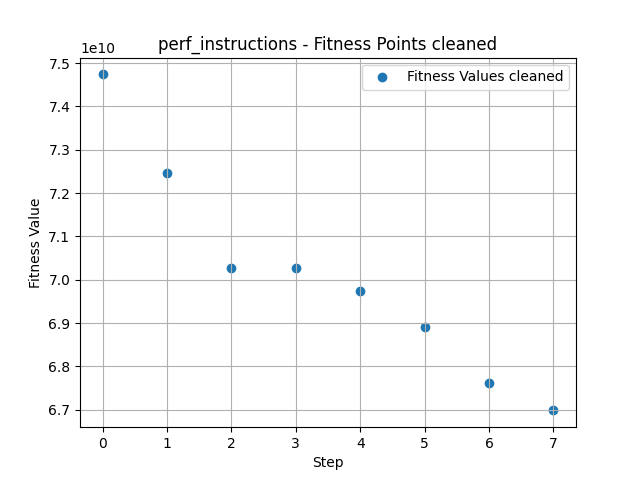 perf_instructions - Fitness Points cleaned
1e10
7.5
7.4
7.3
7.2
7.1
7.0
6.9
6.8
6.7
Fitness Value
Fitness Values cleaned
0 1 2 3 4 5 6 7
Step